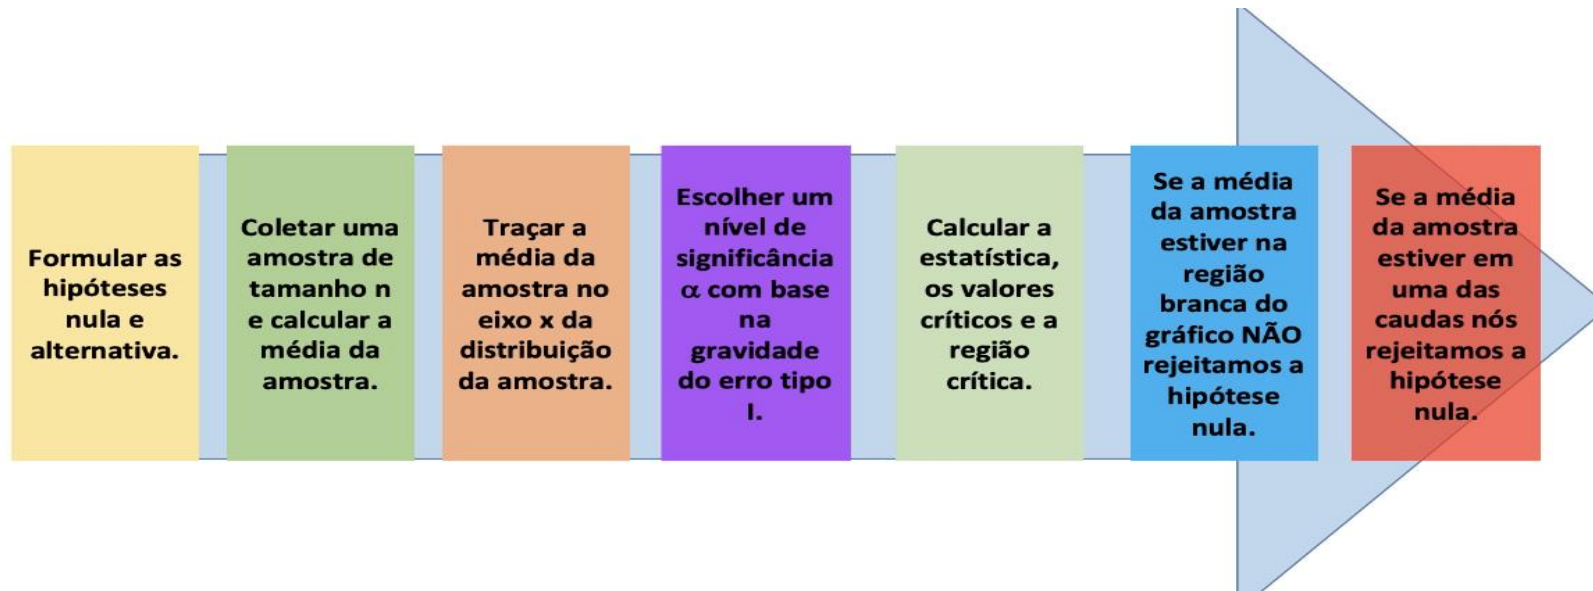 Formular as
hipóteses
nula e
alternativa.
Coletar uma
amostra de
tamanho n
e calcular a
média da
amostra.
Traçar a
média da
amostra no
eixo x da
distribuição
da amostra.
Escolher um
nível de
significância
α com base
na
gravidade
do erro tipo
I.
Calcular a
estatística,
os valores
críticos e a
região
crítica.
Se a média
da amostra
estiver na
região
branca do
gráfico NÃO
rejeitamos a
hipótese
nula.
Se a média
da amostra
estiver em
uma das
caudas nós
rejeitamos a
hipótese
nula.